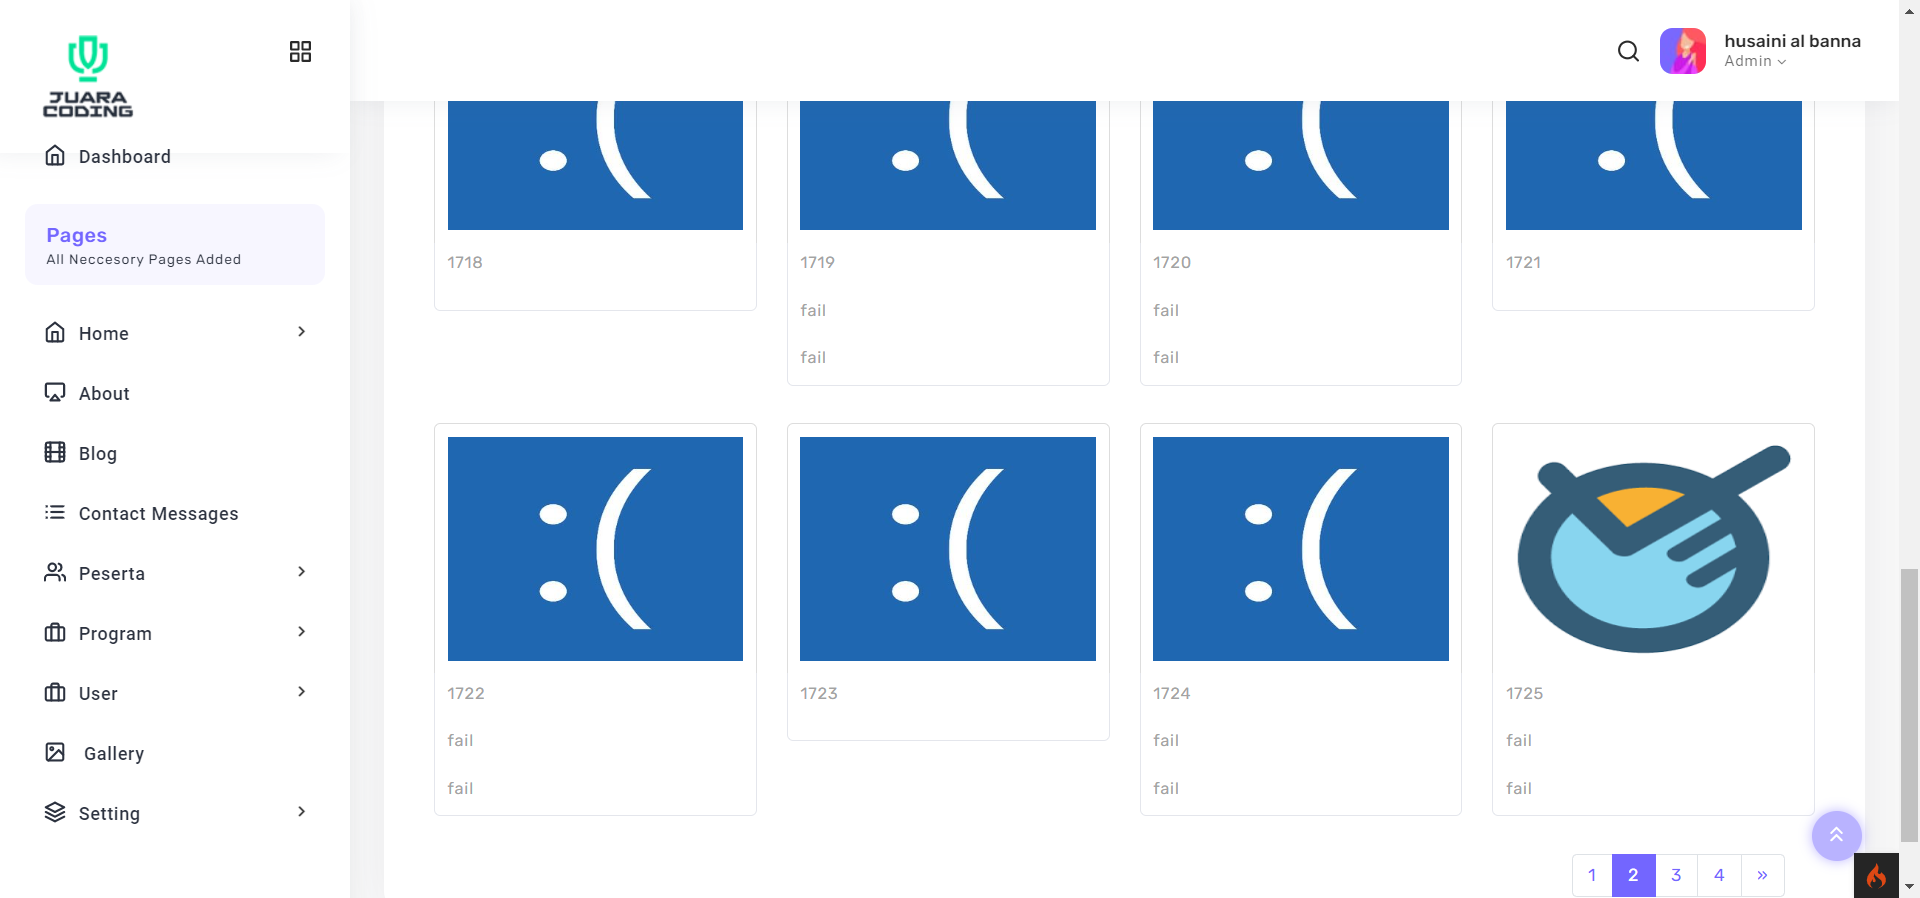 JUARA
CODING
husaini al banna
Admin
Dashboard
Pages
All Neccesory Pages Added
Home
About
Blog
Contact Messages
Peserta
Program
User
Gallery
Setting
1718
1719
fail
fail
1720
fail
fail
1721
:(
1722
fail
fail
:(
1723
:(
1724
fail
fail
1725
fail
fail
1 2 3 4 »